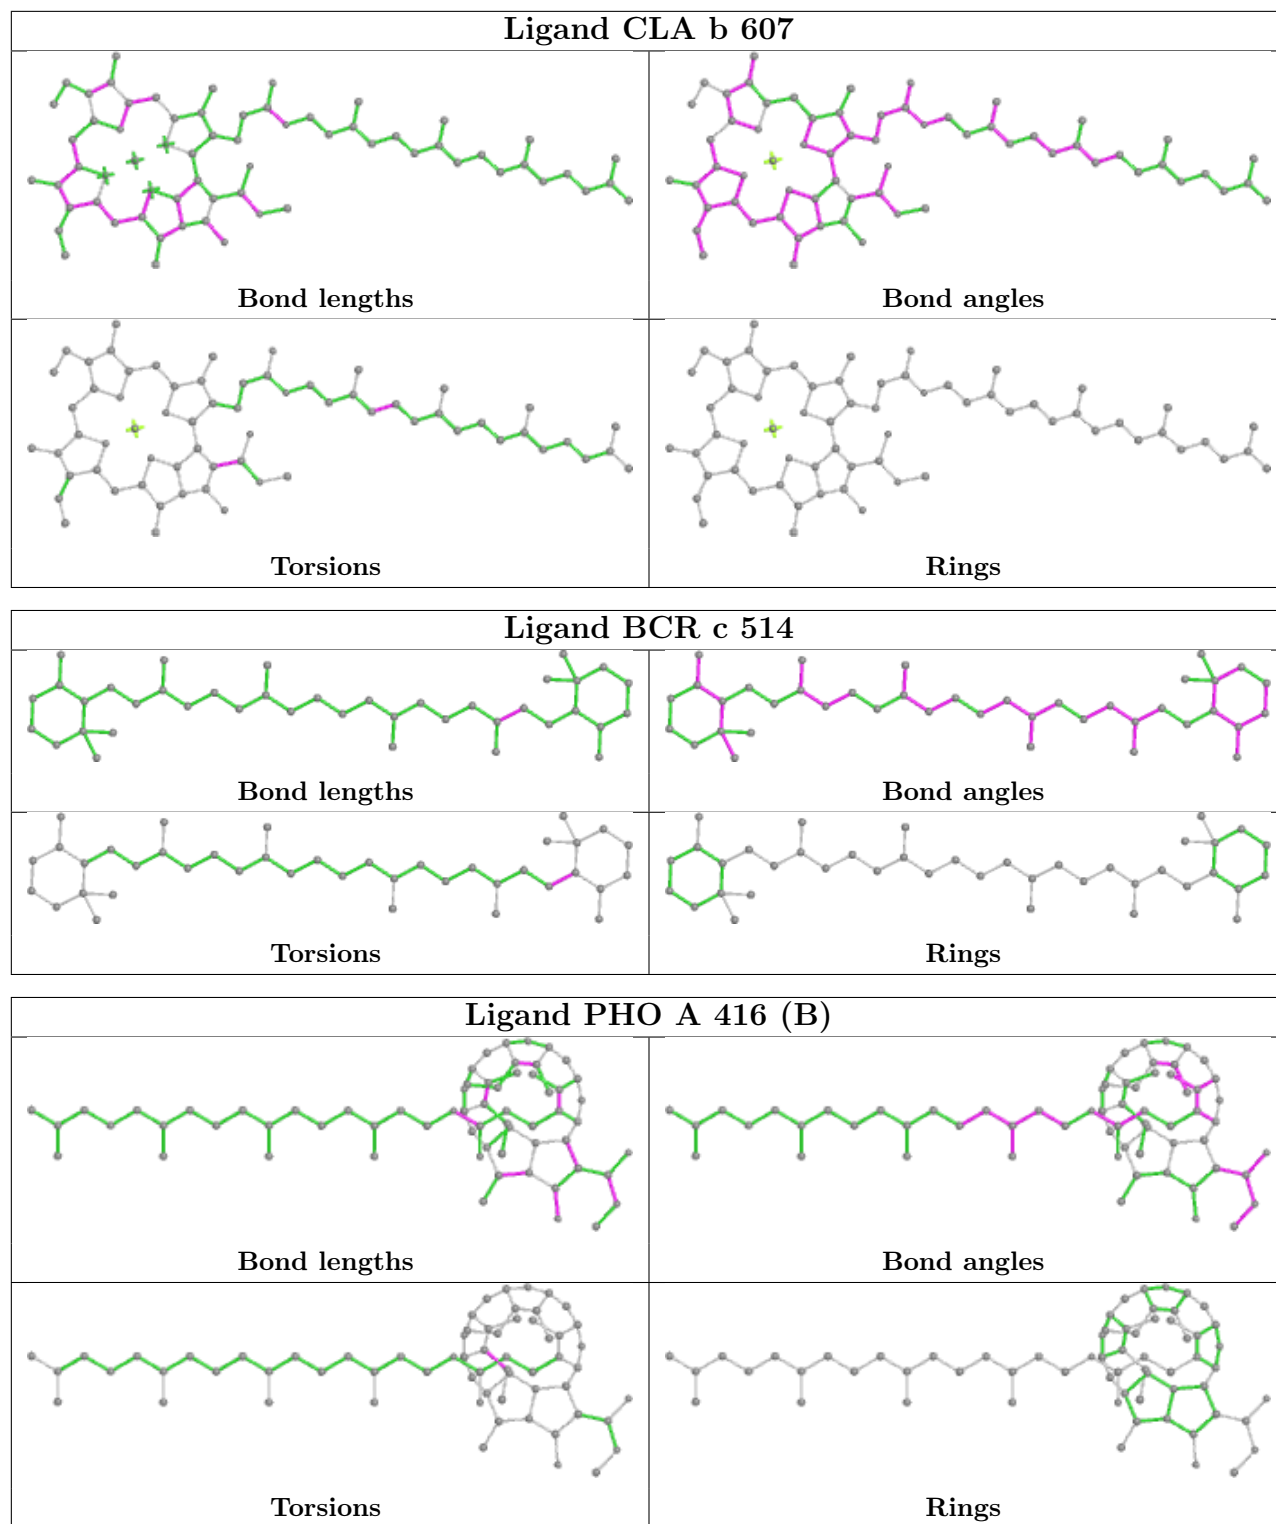 Ligand CLA b 607
Bond lengths
Bond angles
Torsions
Rings
Ligand BCR c 514
Bond lengths
Bond angles
Torsions
Rings
Ligand PHO A 416 (B)
Bond lengths
Bond angles
Torsions
Rings